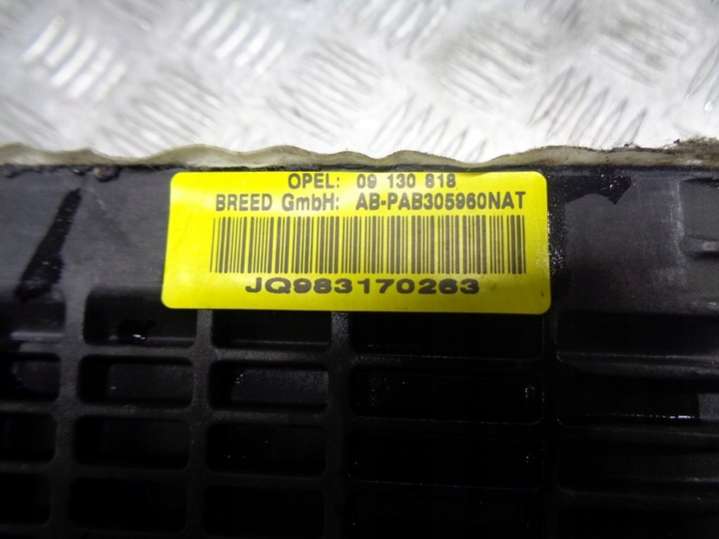 OPEL: 09 130 818
BREED GmbH: AB-PAB305960NAT
JQ983170263